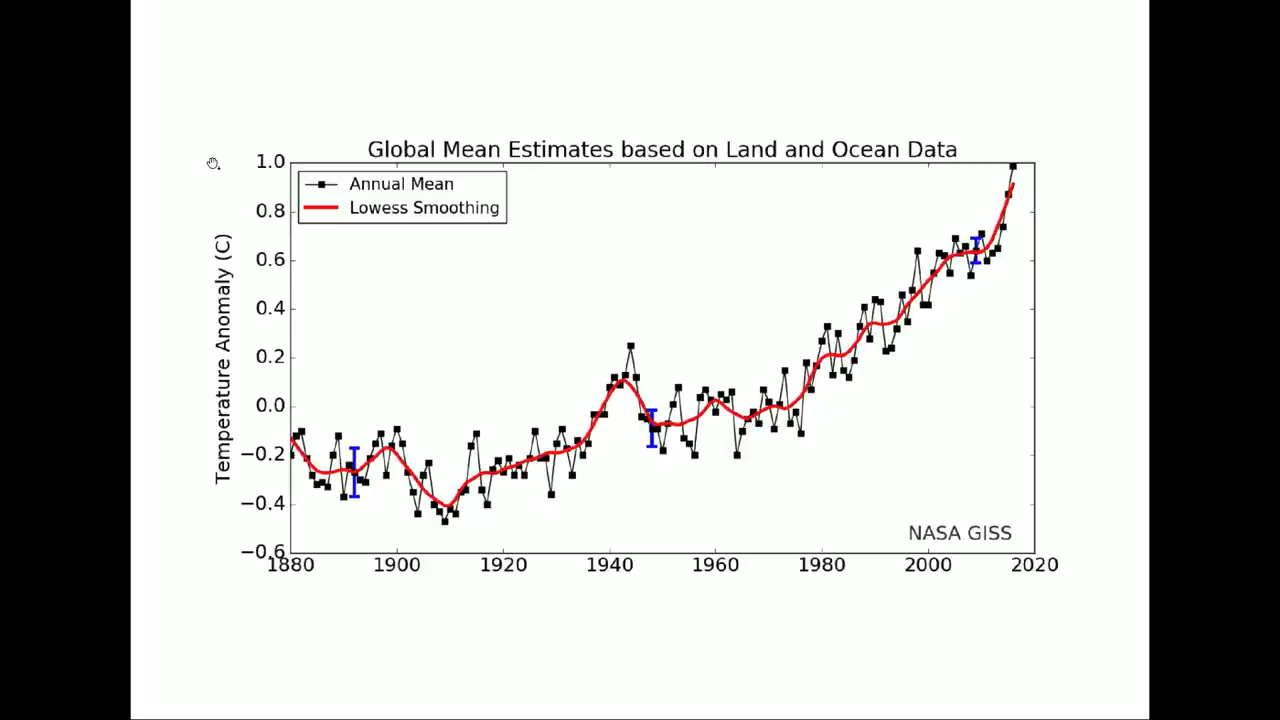 Global Mean Estimates based on Land and Ocean Data
Temperature Anomaly (C)
1.0
0.8
0.6
0.4
0.2
0.0
−0.2
−0.4
−0.6
Annual Mean
Lowess Smoothing
NASA GISS
1880 1900 1920 1940 1960 1980 2000 2020